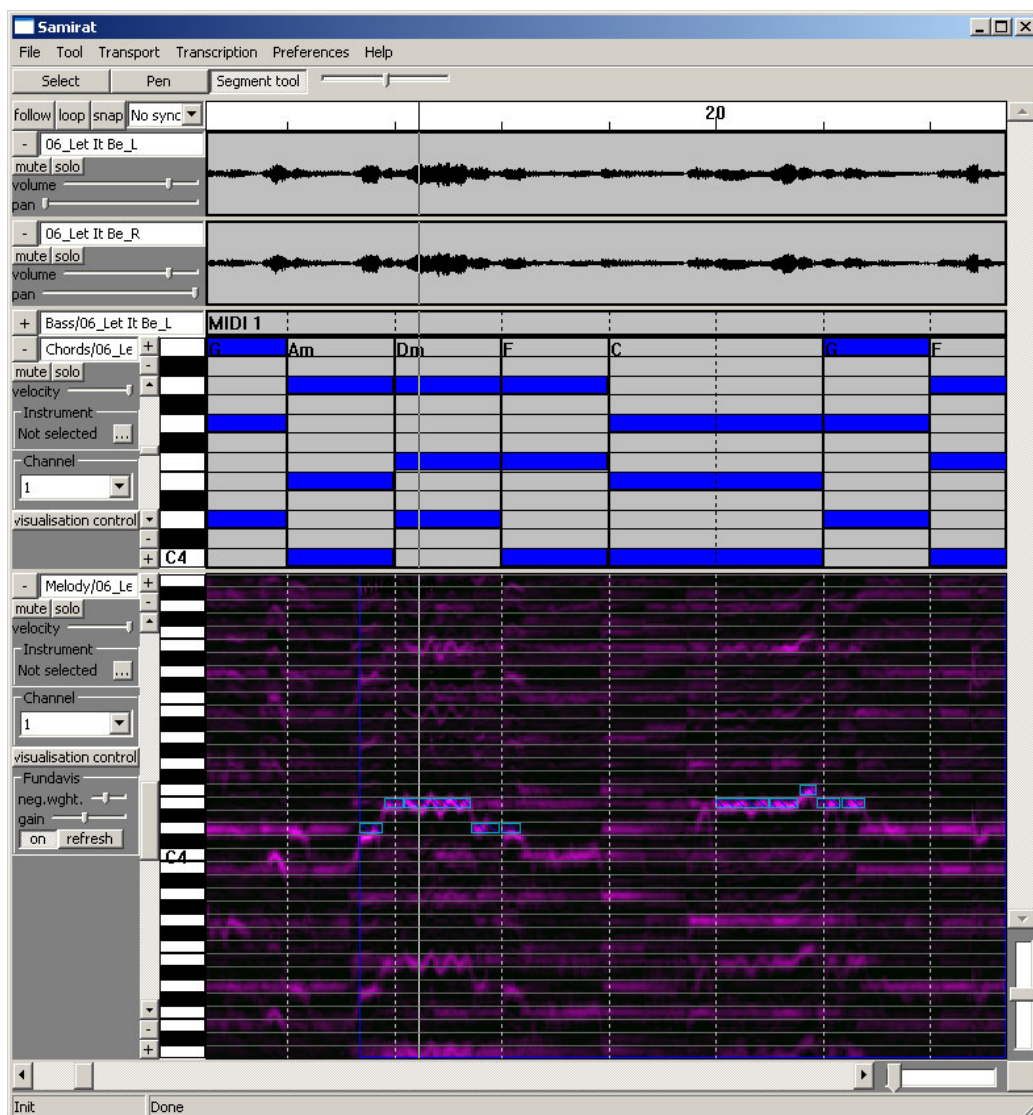 Samirat
File Tool Transport Transcription Preferences Help
Select Pen Segment tool
follow loop snap No sync
20
- 06_Let It Be_L
mute solo
volume
pan
- 06_Let It Be_R
mute solo
volume
pan
+ Bass/06_Let It Be_L MIDI 1
- Chords/06_Le + G Am Dm F C G F
mute solo -
velocity
Instrument
Not selected ...
Channel
1
visualisation control
-
+ C4
- Melody/06_Le +
mute solo -
velocity
Instrument
Not selected ...
Channel
1
visualisation control
Fundavis
neg.wght.
gain
on refresh
C4
-
+
Init Done